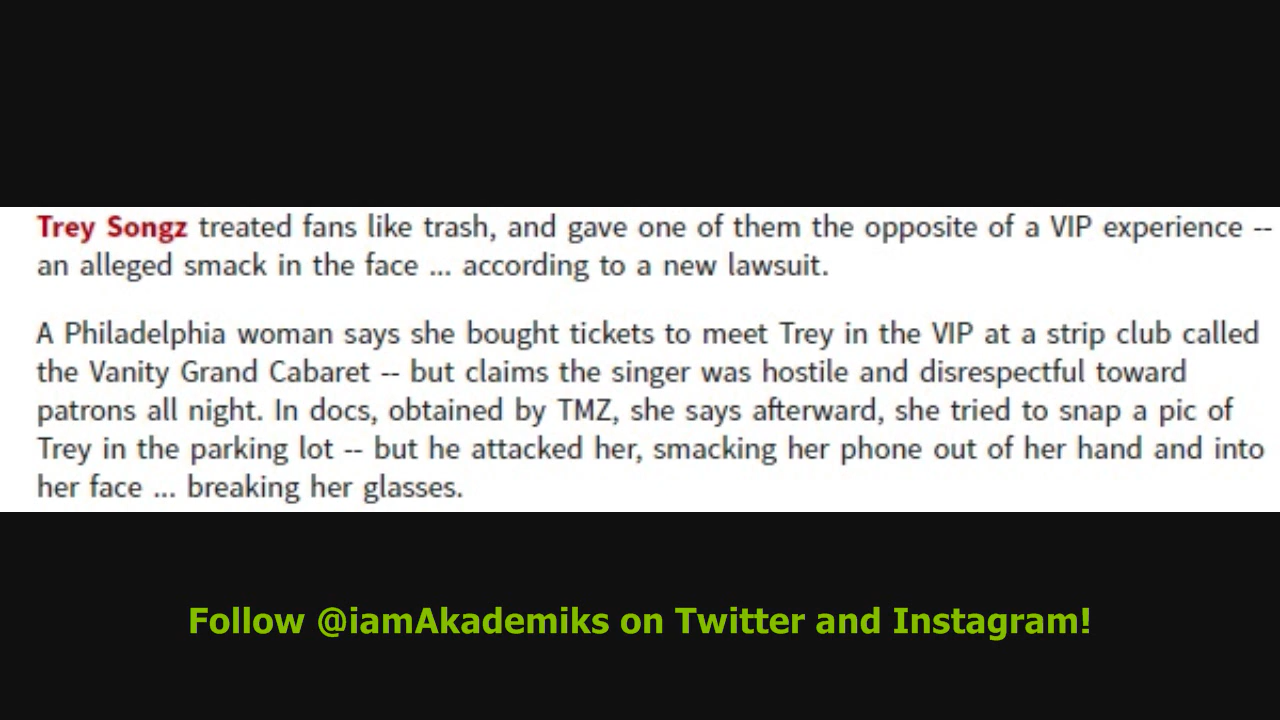 Trey Songz treated fans like trash, and gave one of them the opposite of a VIP experience --
an alleged smack in the face ... according to a new lawsuit.
A Philadelphia woman says she bought tickets to meet Trey in the VIP at a strip club called
the Vanity Grand Cabaret -- but claims the singer was hostile and disrespectful toward
patrons all night. In docs, obtained by TMZ, she says afterward, she tried to snap a pic of
Trey in the parking lot -- but he attacked her, smacking her phone out of her hand and into
her face ... breaking her glasses.
Follow @iamAkademiks on Twitter and Instagram!